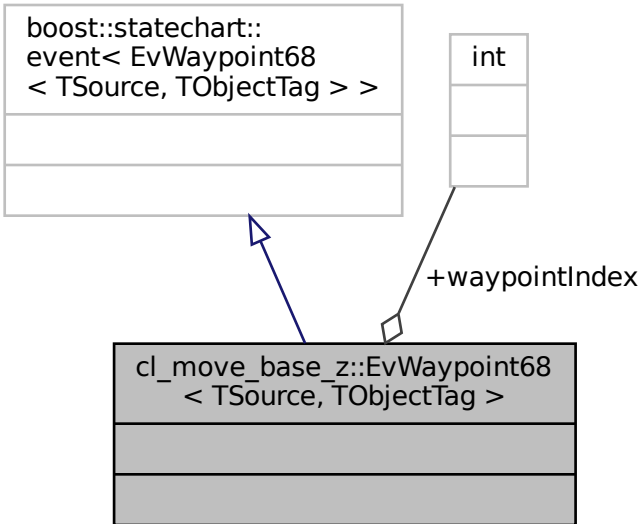 boost::statechart::
event< EvWaypoint68
< TSource, TObjectTag > >
int
+waypointIndex
cl_move_base_z::EvWaypoint68
< TSource, TObjectTag >